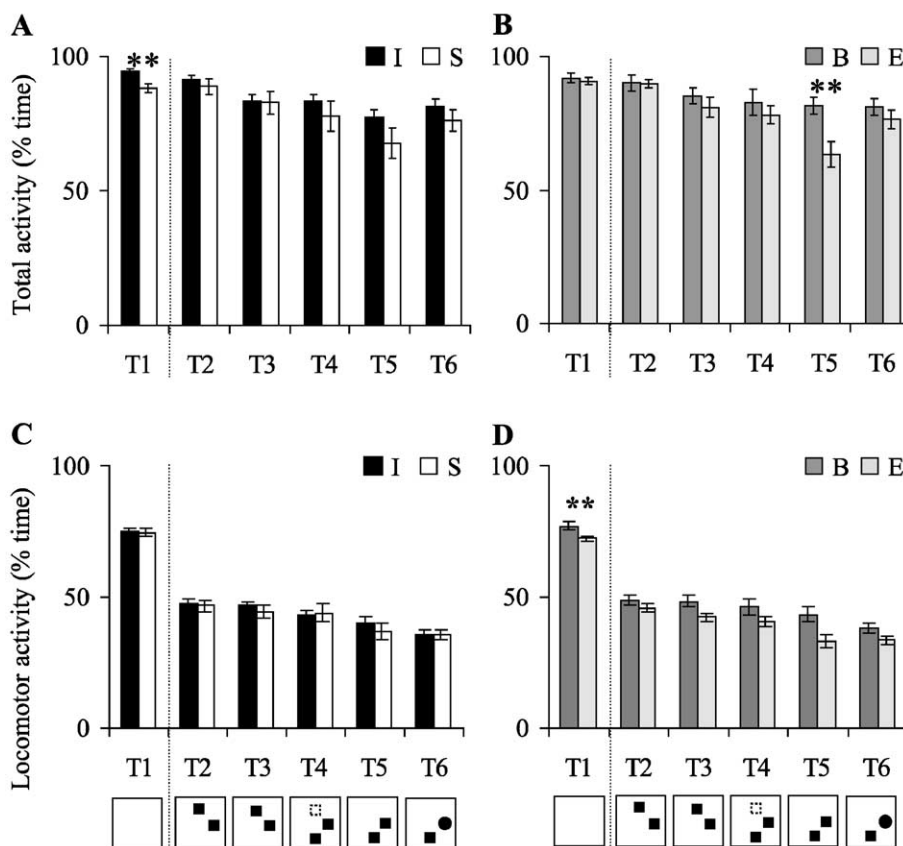 A
I S
**
100
50
0
Total activity (% time)
T1 T2 T3 T4 T5 T6
B
B E
**
100
50
0
T1 T2 T3 T4 T5 T6
C
I S
100
50
0
Locomotor activity (% time)
T1 T2 T3 T4 T5 T6
D
B E
**
100
50
0
T1 T2 T3 T4 T5 T6